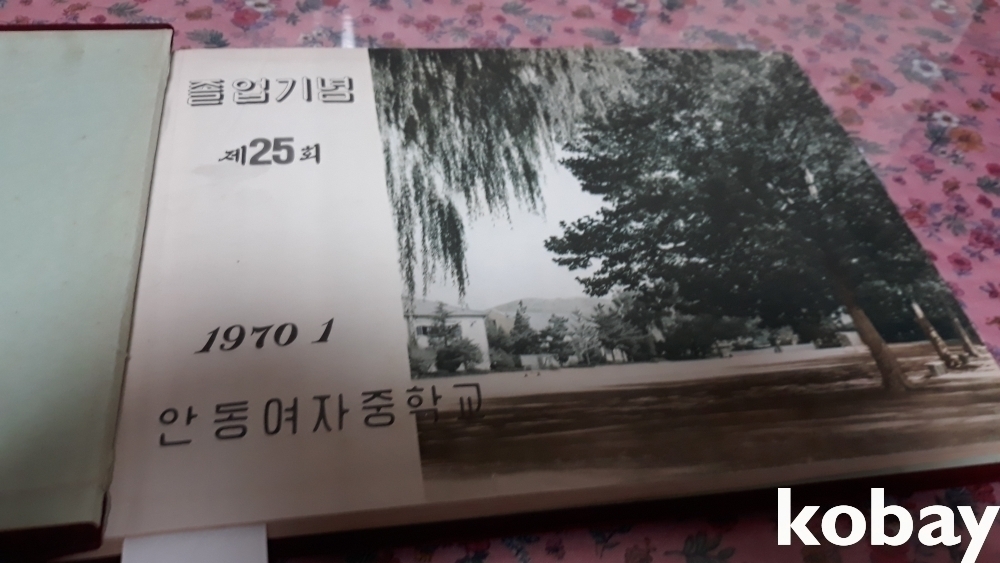 졸업기념
제25회
1970 1
안동여자중학교
kobay